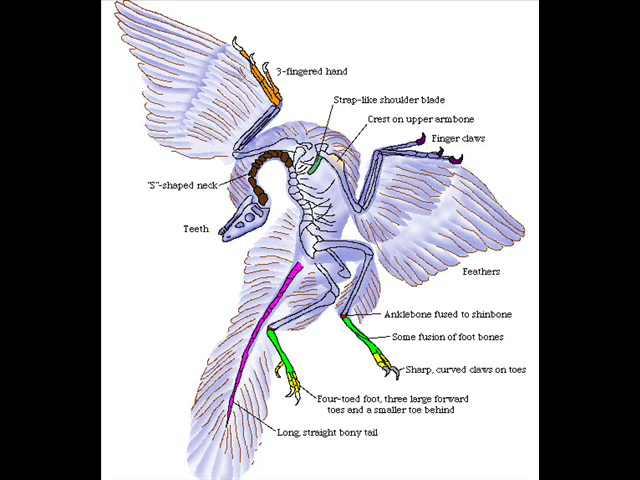 3-fingered hand
Strap-like shoulder blade
Crest on upper armbone
Finger claws
"S"-shaped neck
Teeth
Feathers
Anklebone fused to shinbone
Some fusion of foot bones
Sharp, curved claws on toes
Four-toed foot, three large forward
toes and a smaller toe behind
Long, straight bony tail